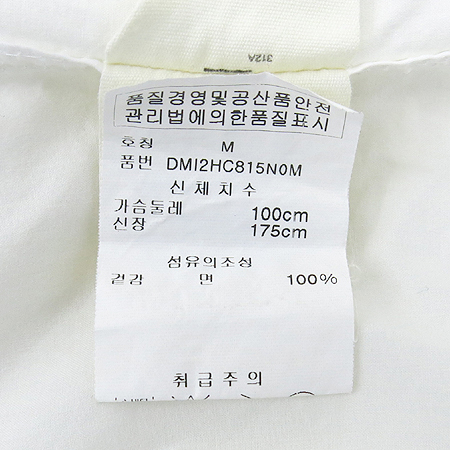 312A
품질경영및공산품안전
관리법에의한품질표시
호칭 M
품번 DMI2HC815N0M
신체치수
가슴둘레 100cm
신장 175cm
섬유의조성
겉감 면 100%
취급주의